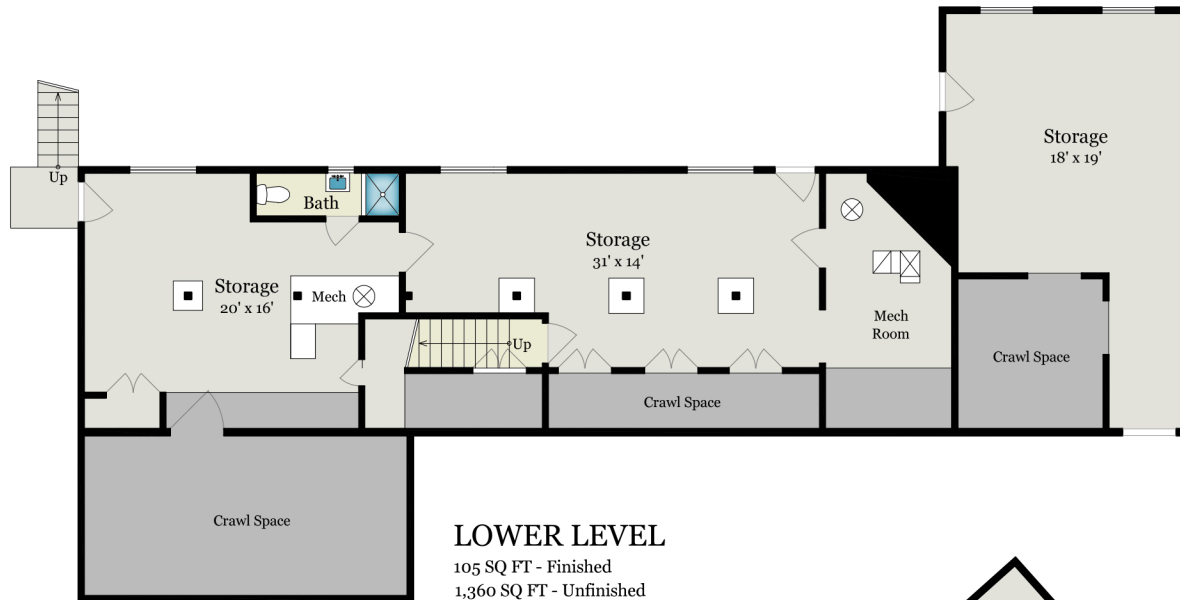 Storage
18' x 19'
Up
Bath
Storage
31' x 14'
Storage
20' x 16'
Mech
Mech
Room
Up
Crawl Space
Crawl Space
Crawl Space
LOWER LEVEL
105 SQ FT - Finished
1,360 SQ FT - Unfinished